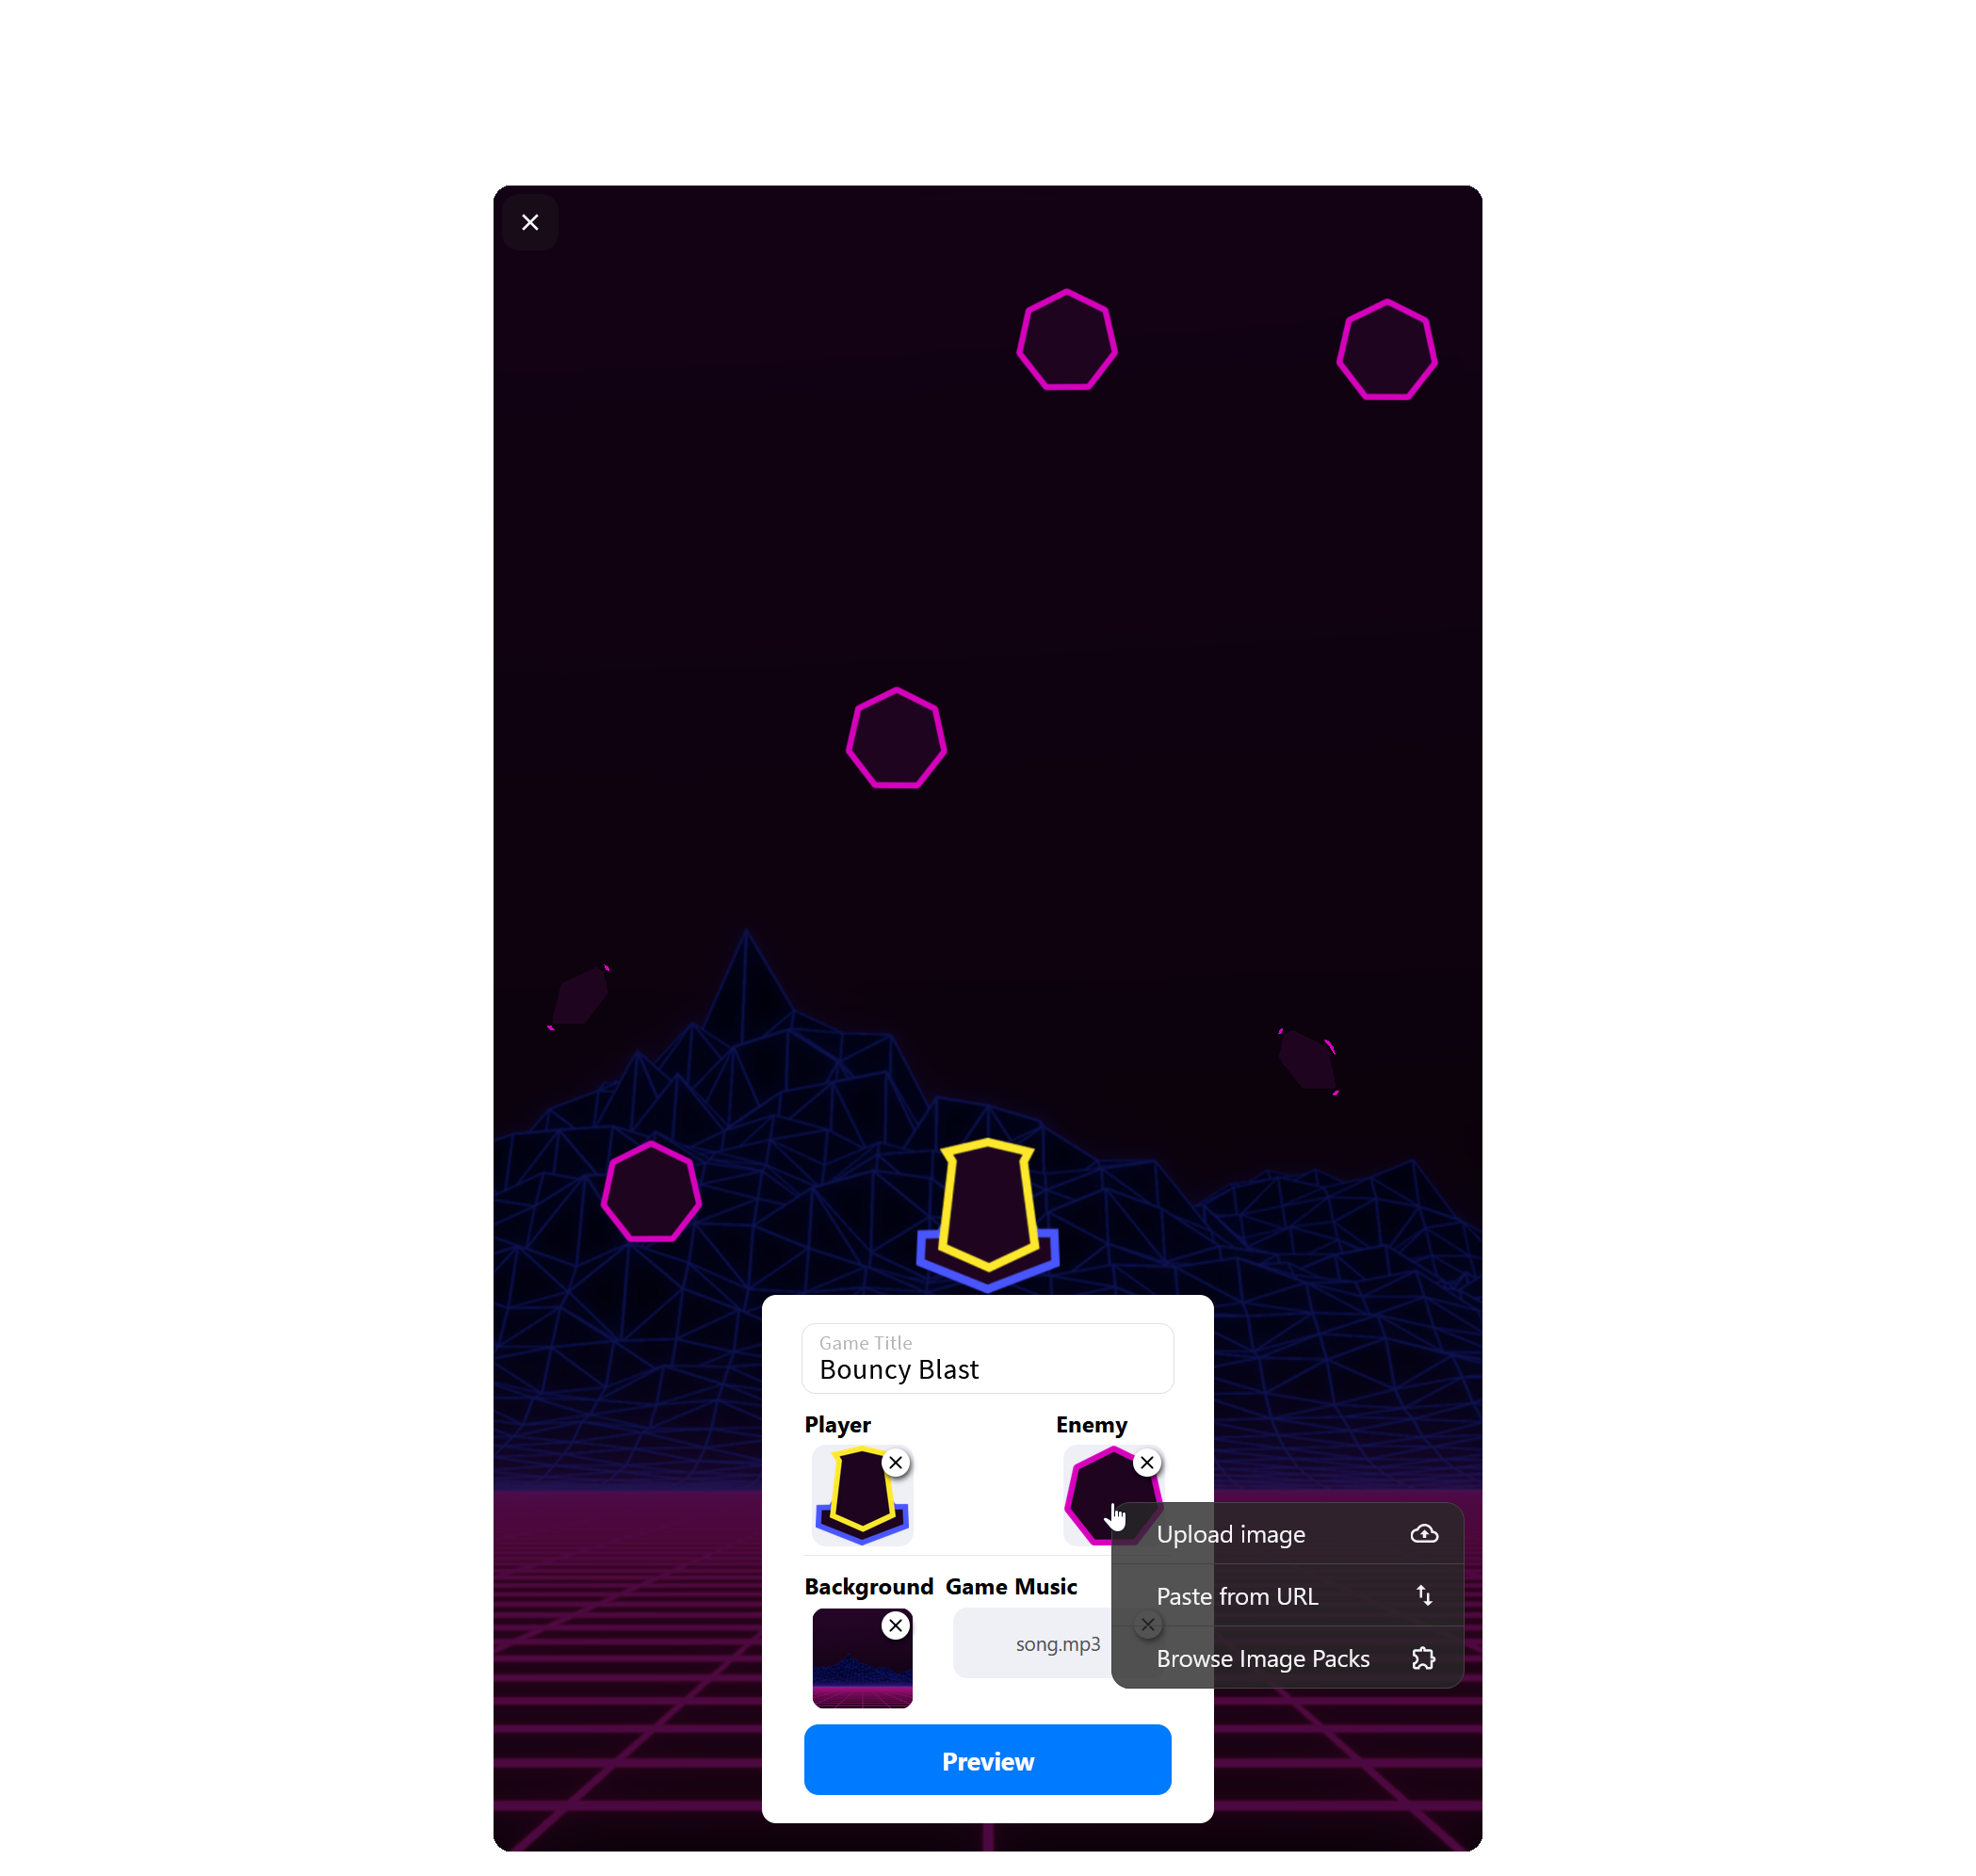 Game Title
Bouncy Blast
Player Enemy
Upload image
Paste from URL
Browse Image Packs
Background Game Music
song.mp3
Preview